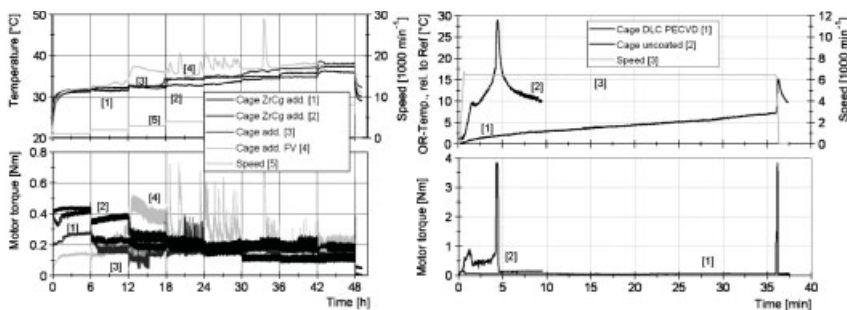 Temperature [°C]
50
40
30
20
[1]
[3]
[4]
[2]
[5]
30
20
10
0
Speed [1000 min⁻¹]
Cage ZrCg add. [1]
Cage ZrCg add. [2]
Cage add. [3]
Cage add. FV [4]
Speed [5]
Motor torque [Nm]
0.8
0.6
0.4
0.2
0
[2]
[4]
[1]
[3]
0 6 12 18 24 30 36 42 48
Time [h]
OR-Temp., rel. to Ref [°C]
30
25
20
15
10
5
0
Cage DLC PECVD [1]
Cage uncoated [2]
Speed [3]
[2]
[3]
[1]
12
10
8
6
4
2
0
Speed [1000 min⁻¹]
Motor torque [Nm]
4
3
2
1
0
[2]
[1]
0 5 10 15 20 25 30 35 40
Time [min]